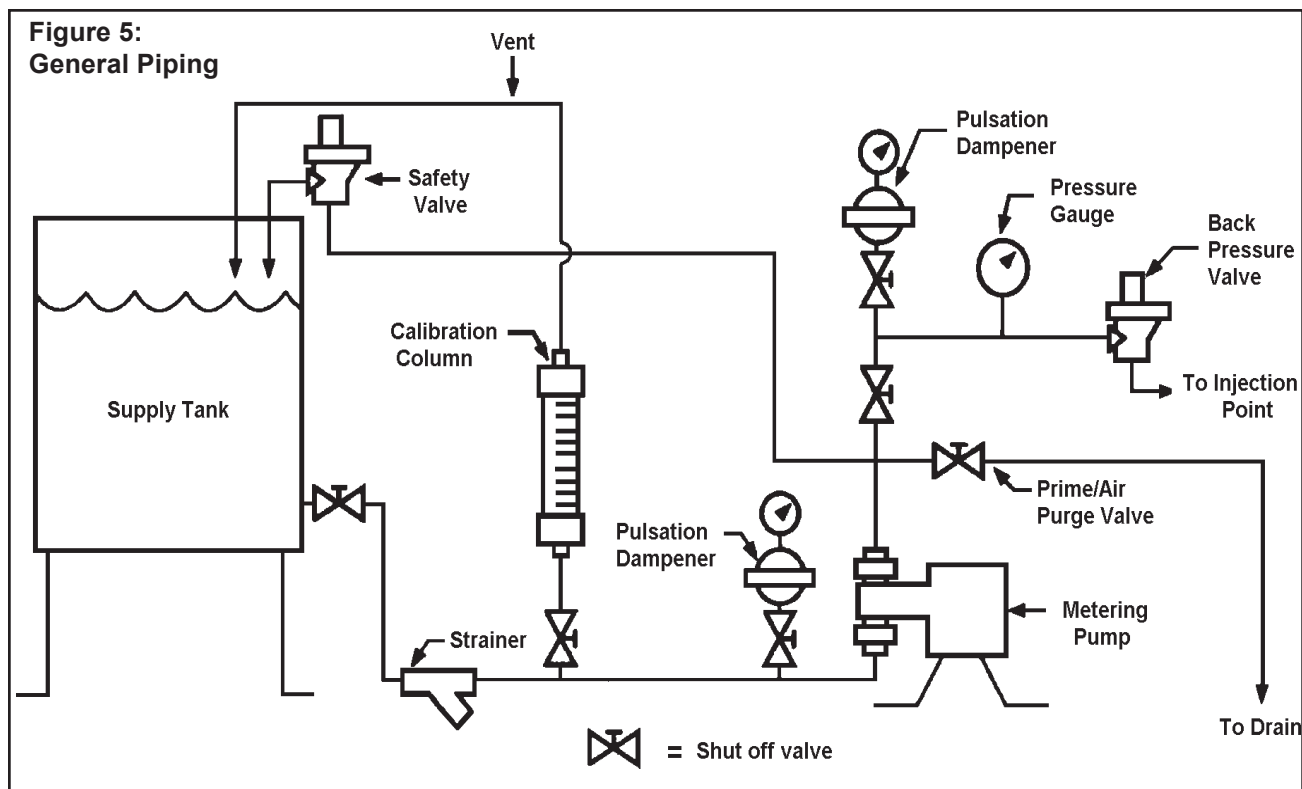 Figure 5:
General Piping
Vent
Safety
Valve
Pulsation
Dampener
Pressure
Gauge
Back
Pressure
Valve
Calibration
Column
To Injection
Point
Supply Tank
Prime/Air
Purge Valve
Pulsation
Dampener
Metering
Pump
Strainer
To Drain
= Shut off valve